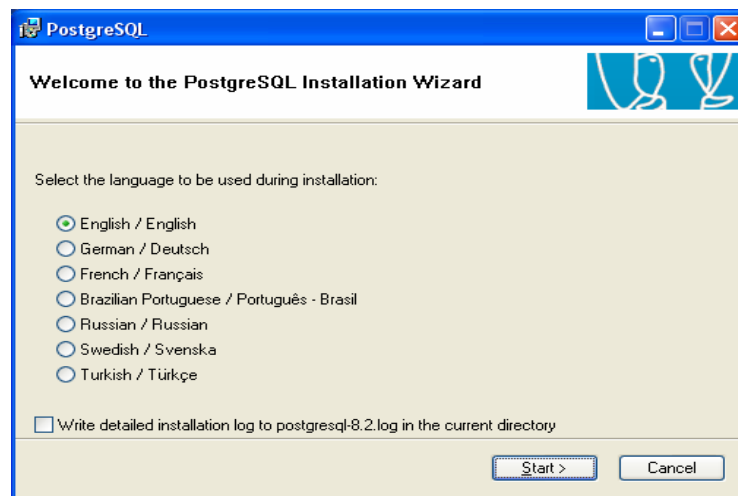 PostgreSQL
Welcome to the PostgreSQL Installation Wizard
Select the language to be used during installation:
English / English
German / Deutsch
French / Français
Brazilian Portuguese / Português - Brasil
Russian / Russian
Swedish / Svenska
Turkish / Türkçe
Write detailed installation log to postgresql-8.2.log in the current directory
Start >
Cancel